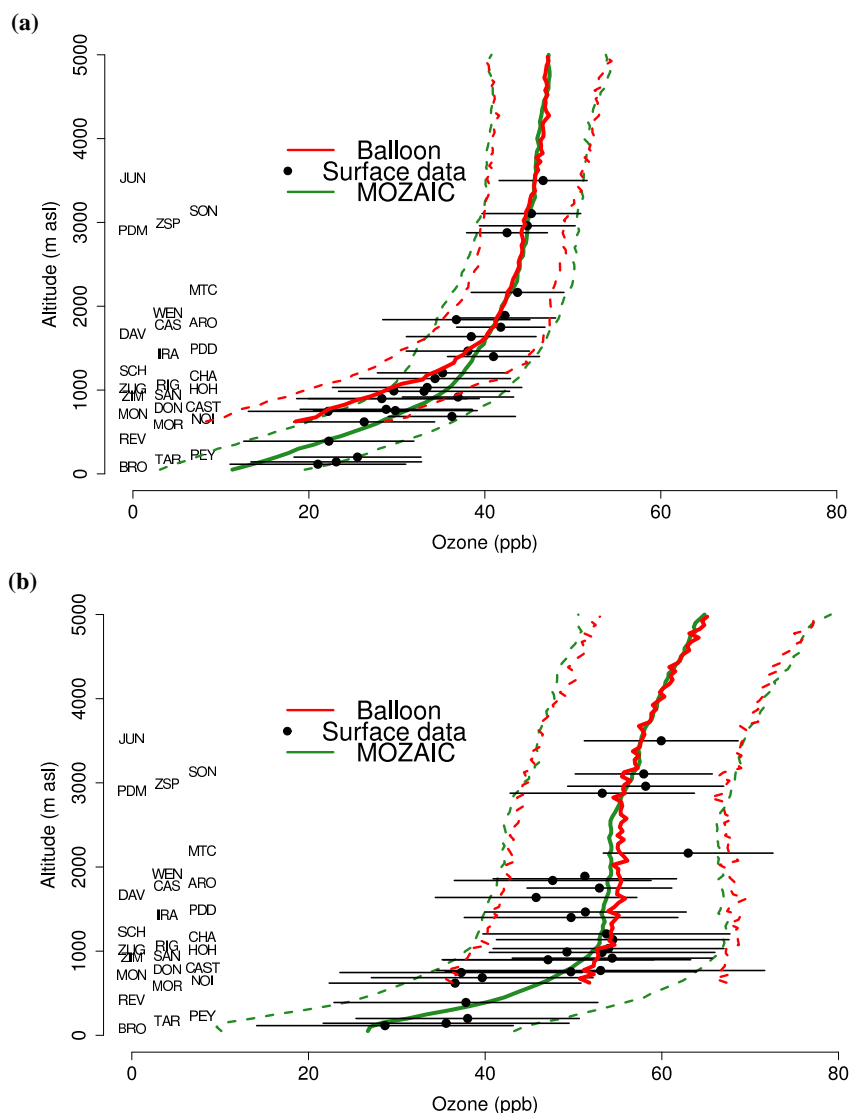 (a)
5000
4000
3000
2000
1000
0
Altitude (m asl)
Balloon
Surface data
MOZAIC
JUN
SON
ZSP
PDM
MTC
WEN
CAS ARO
DAV
IRA PDD
SCH CHA
ZUG RIG HOH
ZIM SAN
DON CAST
MON MOR NOI
REV
BRO TAR PEY
0 20 40 60 80
Ozone (ppb)
(b)
5000
4000
3000
2000
1000
0
Altitude (m asl)
Balloon
Surface data
MOZAIC
JUN
SON
ZSP
PDM
MTC
WEN
CAS ARO
DAV
IRA PDD
SCH CHA
ZUG RIG HOH
ZIM SAN
DON CAST
MON MOR NOI
REV
BRO TAR PEY
0 20 40 60 80
Ozone (ppb)